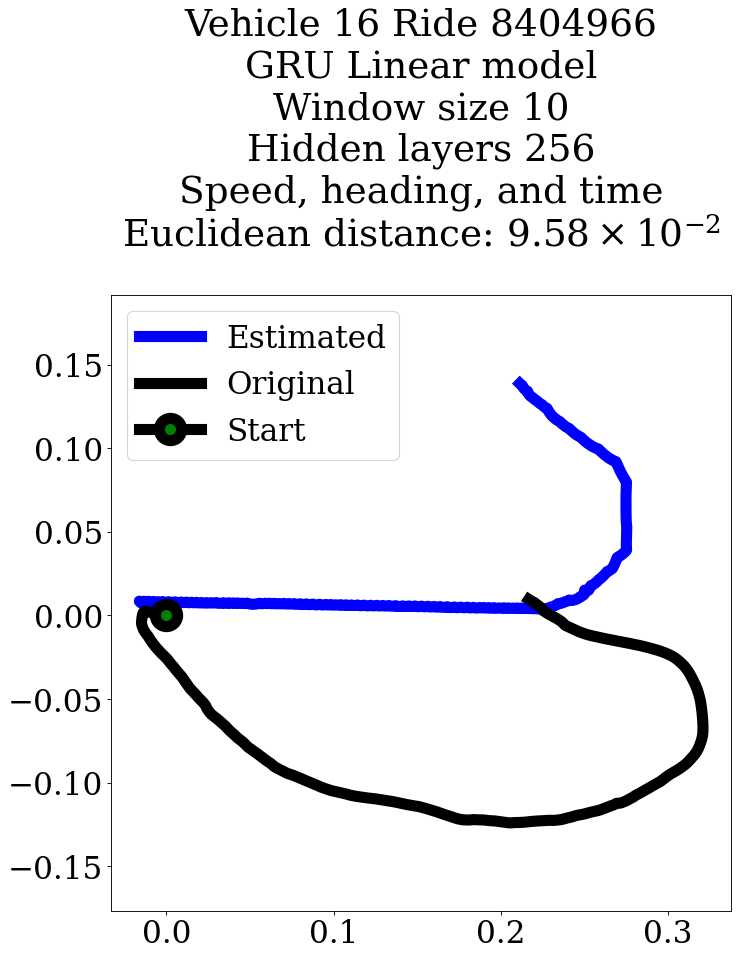 Vehicle 16 Ride 8404966
GRU Linear model
Window size 10
Hidden layers 256
Speed, heading, and time
Euclidean distance: 9.58 × 10⁻²
Estimated
Original
Start
0.15
0.10
0.05
0.00
−0.05
−0.10
−0.15
0.0 0.1 0.2 0.3